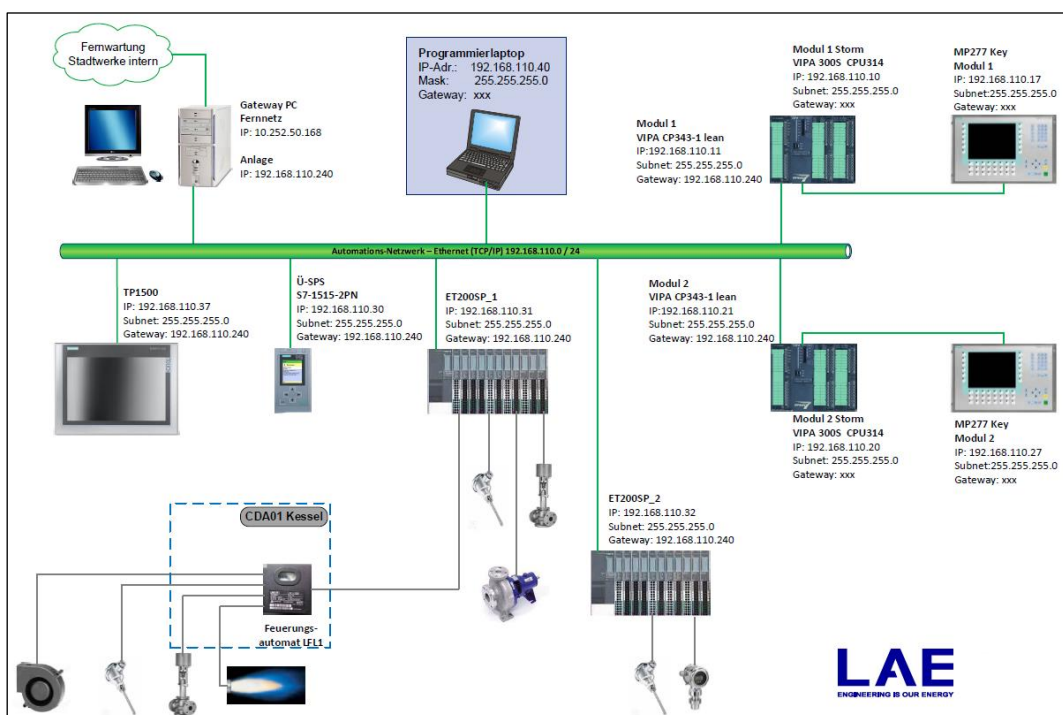 Fernwartung
Stadtwerke intern
Gateway PC
Fernnetz
IP: 10.252.50.168
Anlage
IP: 192.168.110.240
Programmierlaptop
IP-Adr.: 192.168.110.40
Mask: 255.255.255.0
Gateway: xxx
Modul 1
VIPA CP343-1 lean
IP:192.168.110.11
Subnet: 255.255.255.0
Gateway: 192.168.110.240
Modul 1 Storm
VIPA 300S CPU314
IP: 192.168.110.10
Subnet: 255.255.255.0
Gateway: xxx
MP277 Key
Modul 1
IP: 192.168.110.17
Subnet:255.255.255.0
Gateway: xxx
Automations-Netzwerk – Ethernet (TCP/IP) 192.168.110.0 / 24
TP1500
IP: 192.168.110.37
Subnet: 255.255.255.0
Gateway: 192.168.110.240
Ü-SPS
S7-1515-2PN
IP: 192.168.110.30
Subnet: 255.255.255.0
Gateway: 192.168.110.240
ET200SP_1
IP: 192.168.110.31
Subnet: 255.255.255.0
Gateway: 192.168.110.240
Modul 2
VIPA CP343-1 lean
IP:192.168.110.21
Subnet: 255.255.255.0
Gateway: 192.168.110.240
Modul 2 Storm
VIPA 300S CPU314
IP: 192.168.110.20
Subnet: 255.255.255.0
Gateway: xxx
MP277 Key
Modul 2
IP: 192.168.110.27
Subnet:255.255.255.0
Gateway: xxx
ET200SP_2
IP: 192.168.110.32
Subnet: 255.255.255.0
Gateway: 192.168.110.240
CDA01 Kessel
Feuerungs-
automat LFL1
LAE
ENGINEERING IS OUR ENERGY